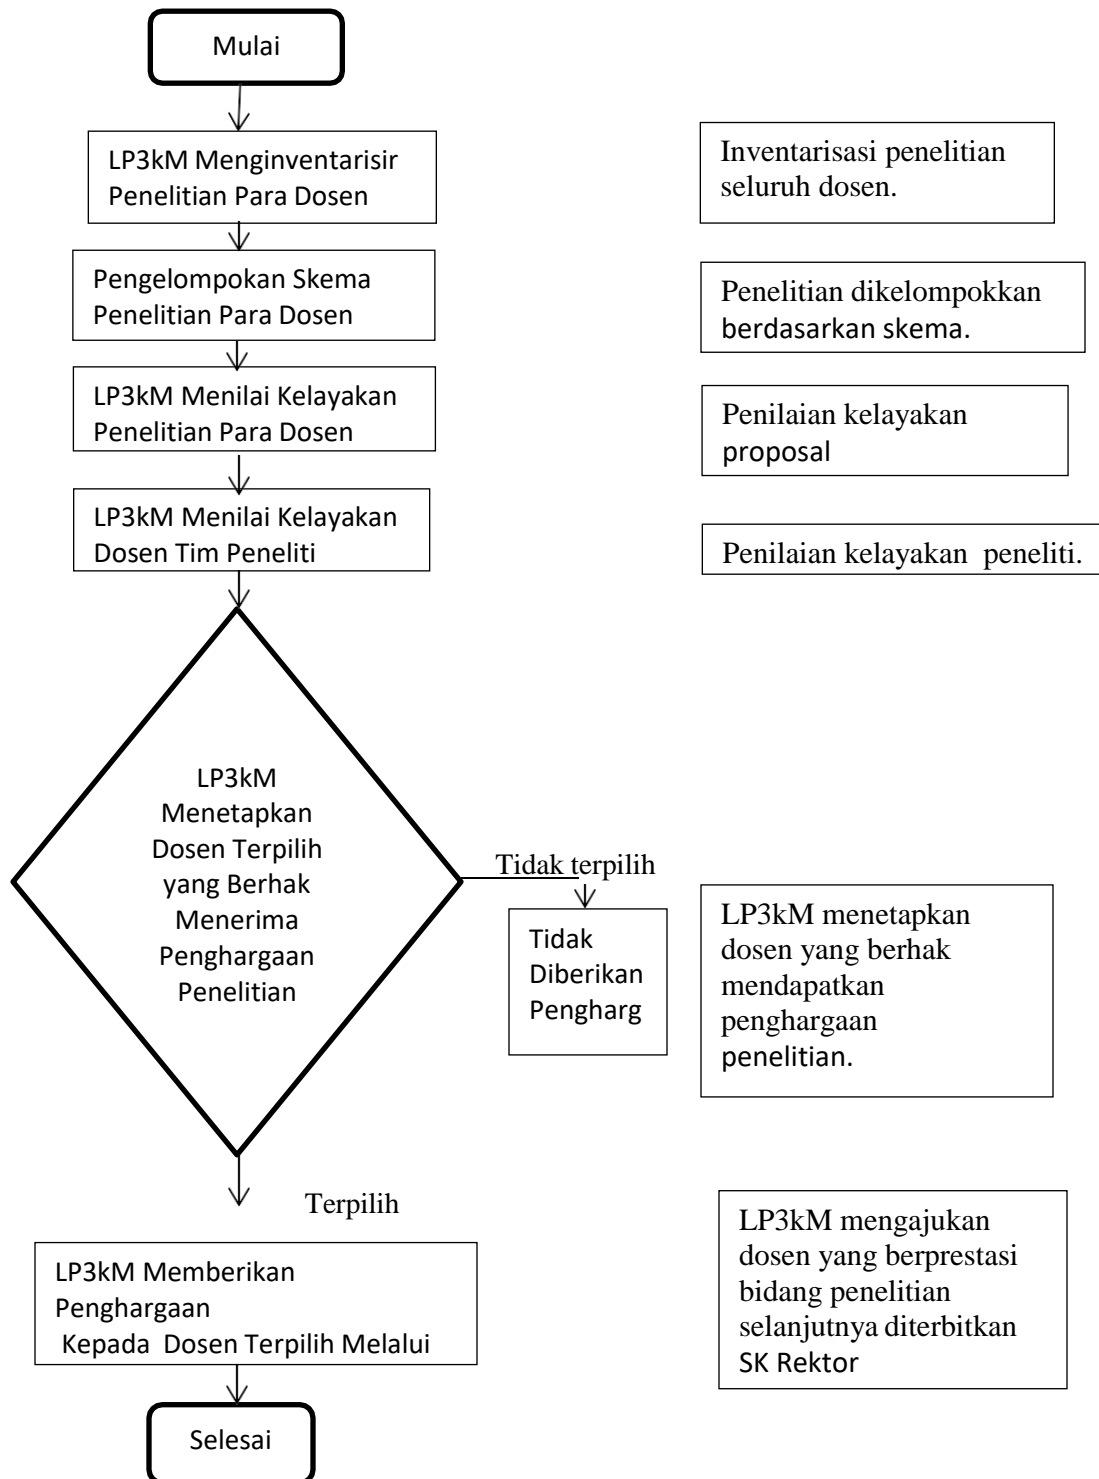 Mulai
LP3kM Menginventarisir
Penelitian Para Dosen
Inventarisasi penelitian
seluruh dosen.
Pengelompokan Skema
Penelitian Para Dosen
Penelitian dikelompokkan
berdasarkan skema.
LP3kM Menilai Kelayakan
Penelitian Para Dosen
Penilaian kelayakan
proposal
LP3kM Menilai Kelayakan
Dosen Tim Peneliti
Penilaian kelayakan peneliti.
LP3kM
Menetapkan
Dosen Terpilih
yang Berhak
Menerima
Penghargaan
Penelitian
Tidak terpilih
Tidak
Diberikan
Pengharg
LP3kM menetapkan
dosen yang berhak
mendapatkan
penghargaan
penelitian.
Terpilih
LP3kM Memberikan
Penghargaan
Kepada Dosen Terpilih Melalui
LP3kM mengajukan
dosen yang berprestasi
bidang penelitian
selanjutnya diterbitkan
SK Rektor
Selesai